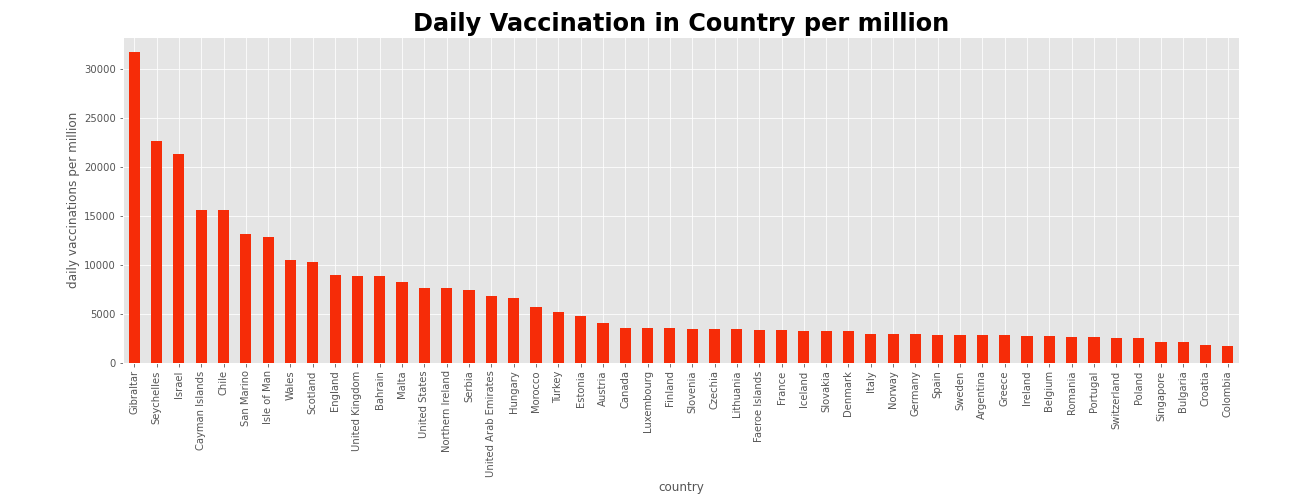 Daily Vaccination in Country per million
daily vaccinations per million
30000
25000
20000
15000
10000
5000
0
Gibraltar
Seychelles
Israel
Cayman Islands
Chile
San Marino
Isle of Man
Wales
Scotland
England
United Kingdom
Bahrain
Malta
United States
Northern Ireland
Serbia
United Arab Emirates
Hungary
Morocco
Turkey
Estonia
Austria
Canada
Luxembourg
Finland
Slovenia
Czechia
Lithuania
Faeroe Islands
France
Iceland
Slovakia
Denmark
Italy
Norway
Germany
Spain
Sweden
Argentina
Greece
Ireland
Belgium
Romania
Portugal
Switzerland
Poland
Singapore
Bulgaria
Croatia
Colombia
country